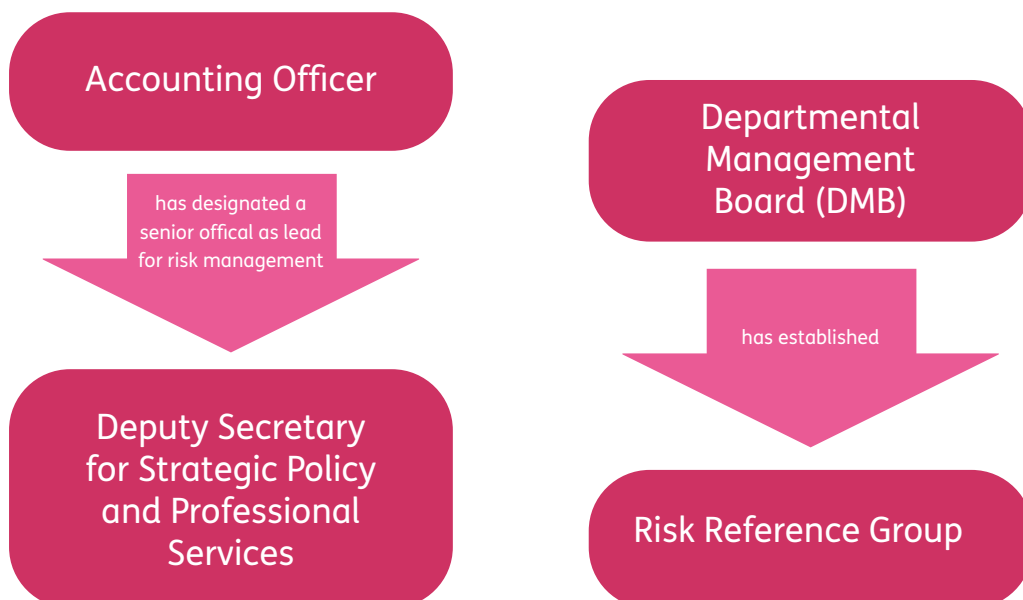 Accounting Officer
has designated a
senior offical as lead
for risk management
Deputy Secretary
for Strategic Policy
and Professional
Services
Departmental
Management
Board (DMB)
has established
Risk Reference Group